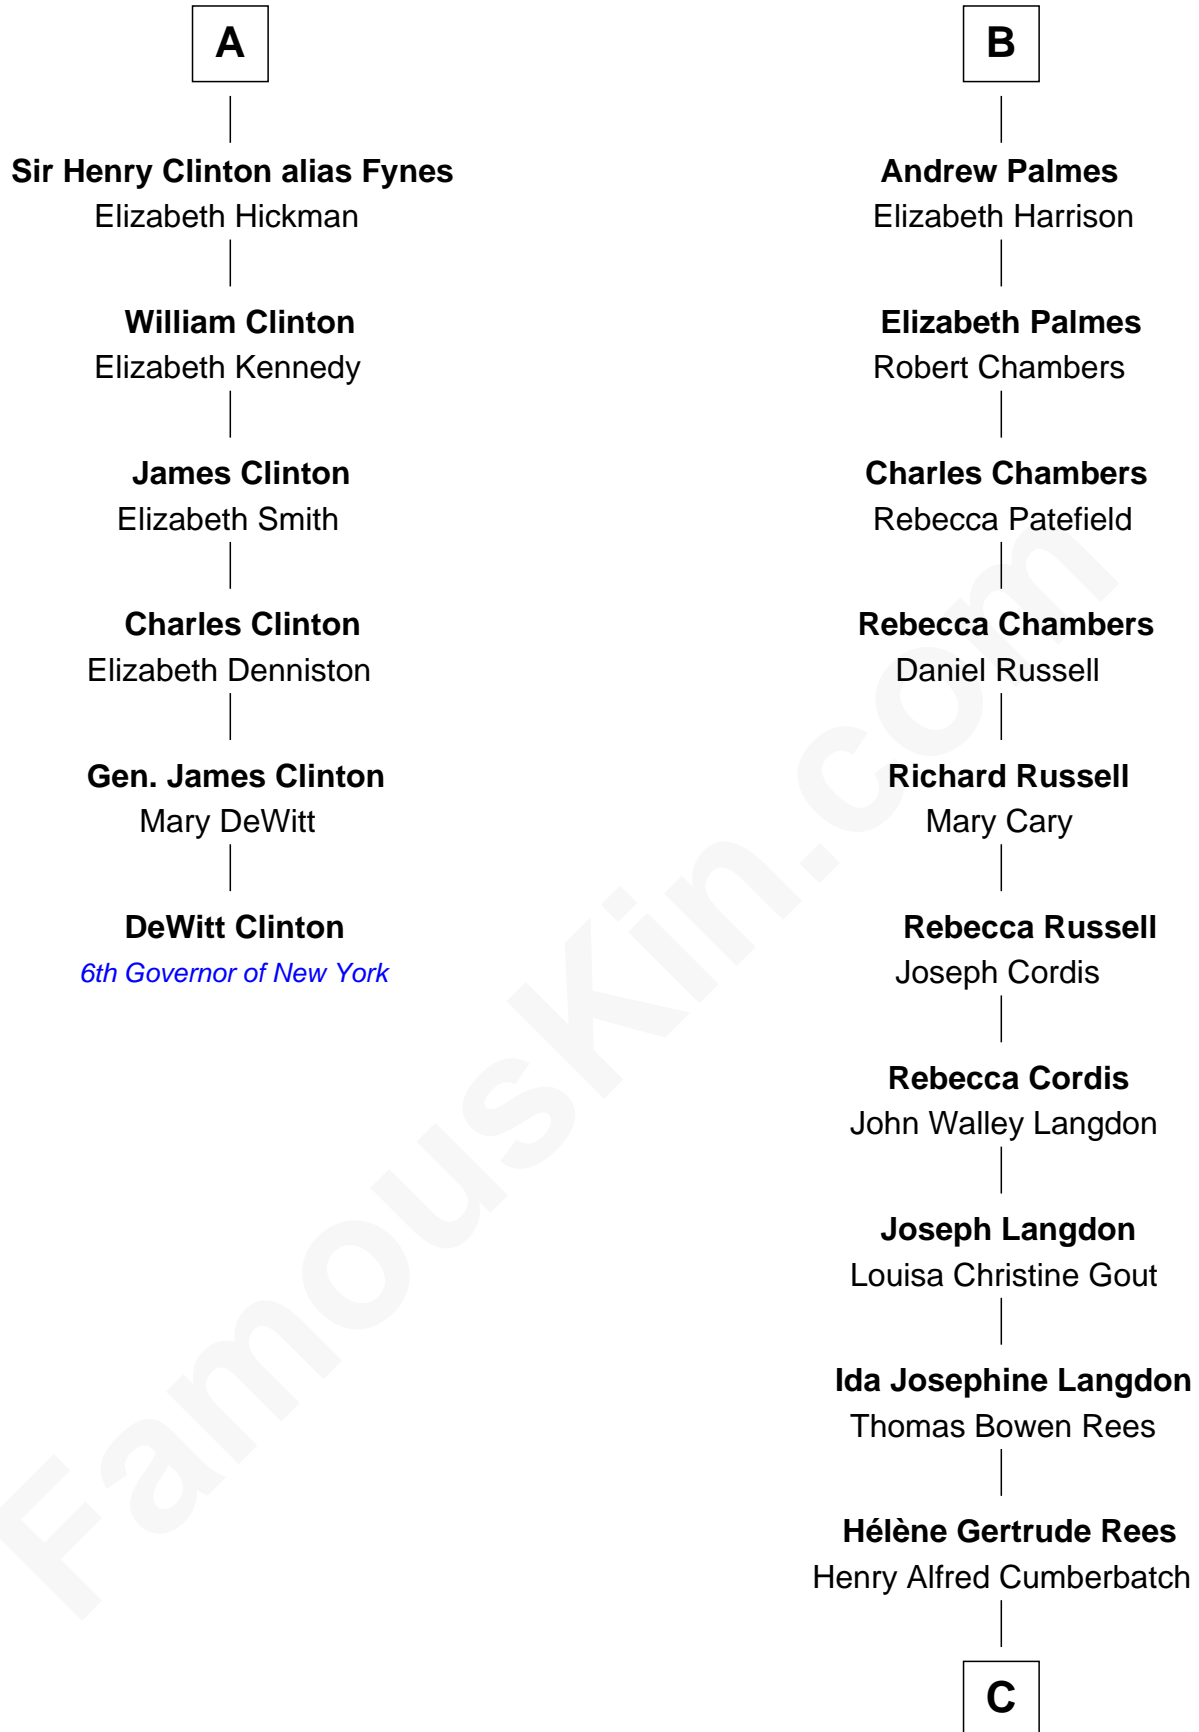 A
Sir Henry Clinton alias Fynes
Elizabeth Hickman
William Clinton
Elizabeth Kennedy
James Clinton
Elizabeth Smith
Charles Clinton
Elizabeth Denniston
Gen. James Clinton
Mary DeWitt
DeWitt Clinton
6th Governor of New York
B
Andrew Palmes
Elizabeth Harrison
Elizabeth Palmes
Robert Chambers
Charles Chambers
Rebecca Patefield
Rebecca Chambers
Daniel Russell
Richard Russell
Mary Cary
Rebecca Russell
Joseph Cordis
Rebecca Cordis
John Walley Langdon
Joseph Langdon
Louisa Christine Gout
Ida Josephine Langdon
Thomas Bowen Rees
Hélène Gertrude Rees
Henry Alfred Cumberbatch
C
FamousKin.com